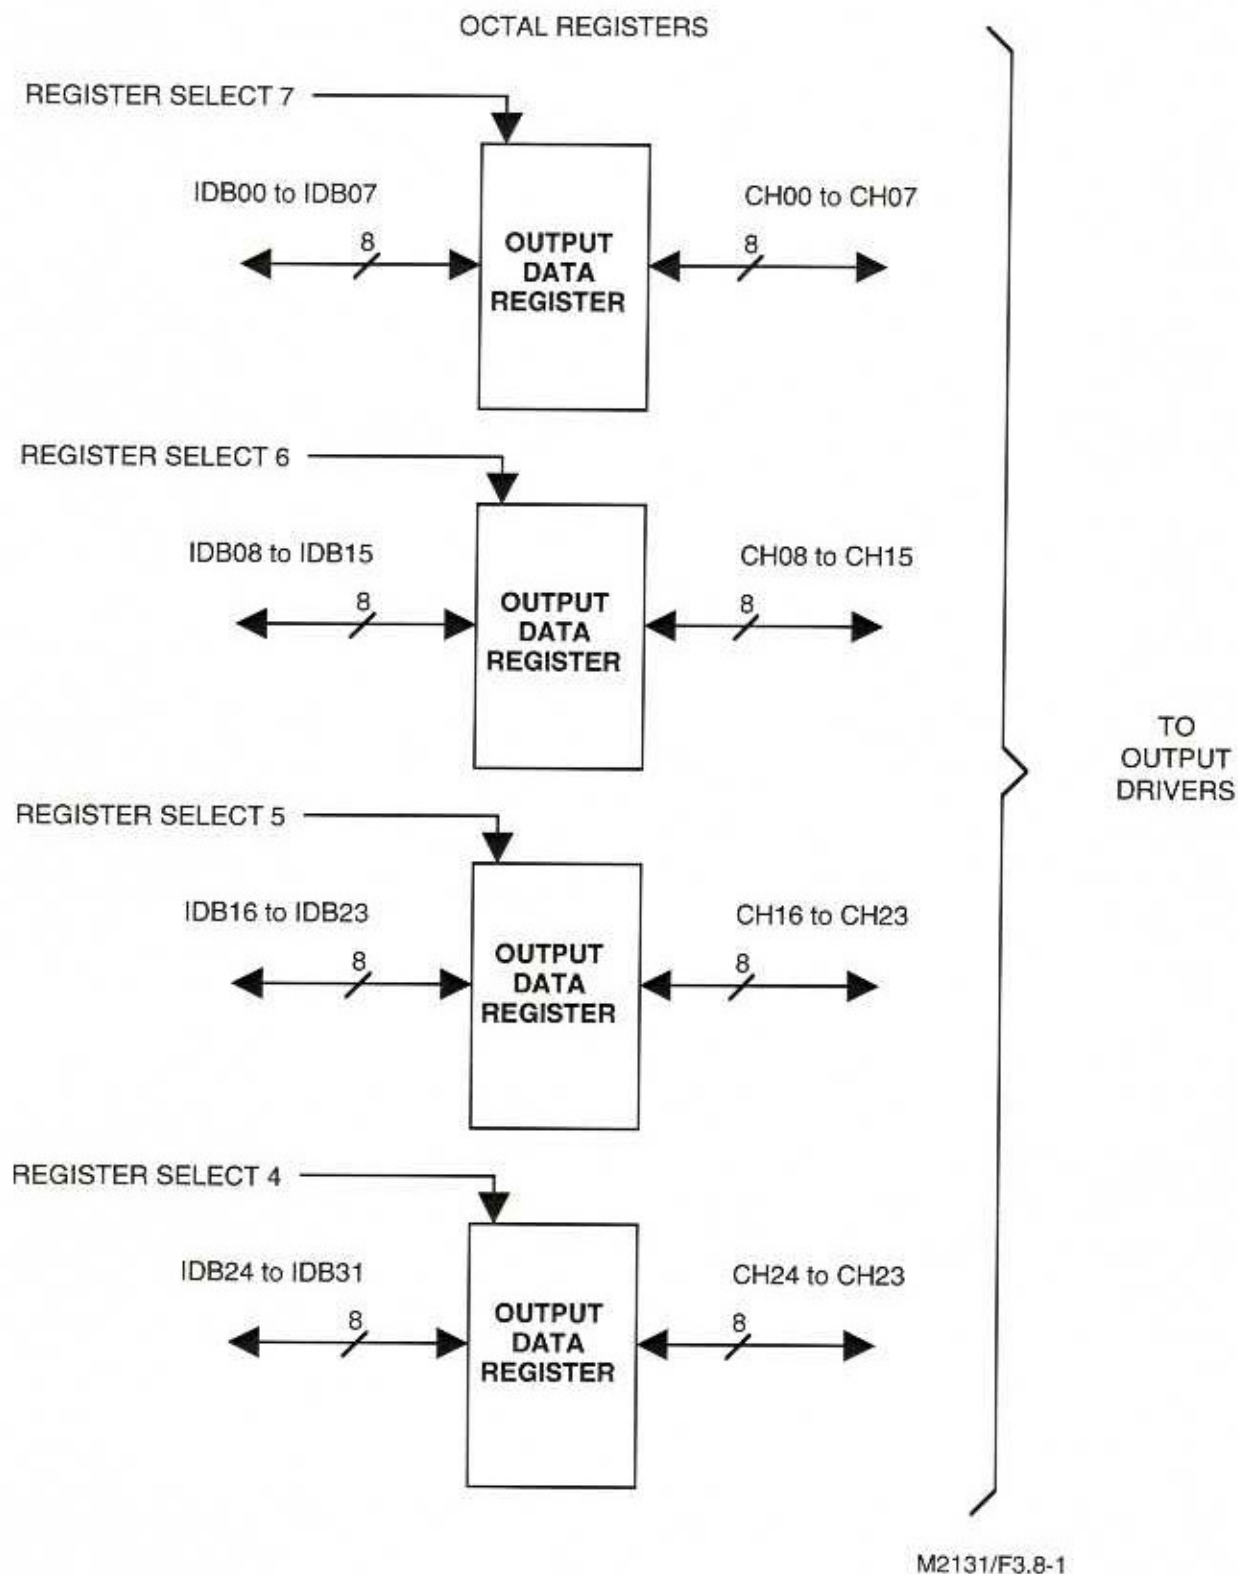 OCTAL REGISTERS
REGISTER SELECT 7
IDB00 to IDB07
CH00 to CH07
8
8
OUTPUT
DATA
REGISTER
REGISTER SELECT 6
IDB08 to IDB15
CH08 to CH15
8
8
OUTPUT
DATA
REGISTER
TO
OUTPUT
DRIVERS
REGISTER SELECT 5
IDB16 to IDB23
CH16 to CH23
8
8
OUTPUT
DATA
REGISTER
REGISTER SELECT 4
IDB24 to IDB31
CH24 to CH23
8
8
OUTPUT
DATA
REGISTER
M2131/F3.8-1